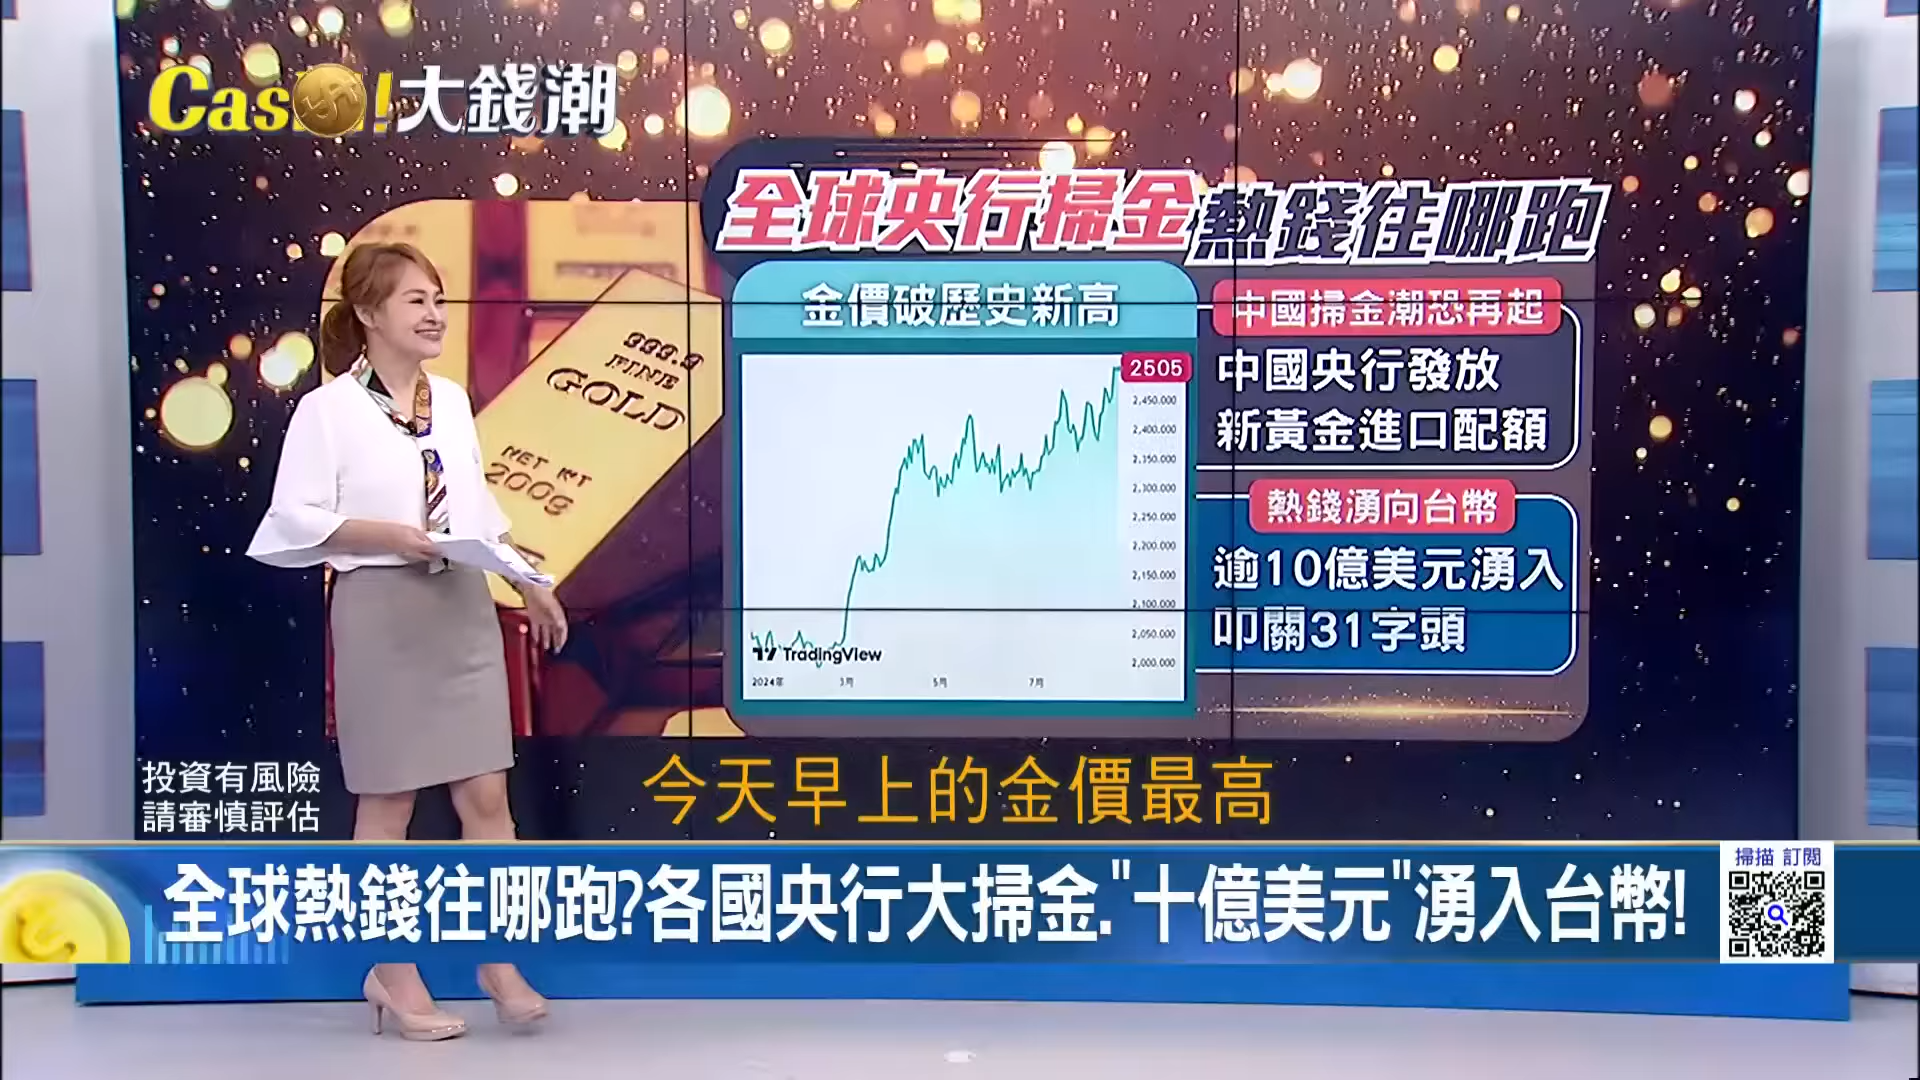 Cash!大錢潮
全球央行掃金 熱錢往哪跑
金價破歷史新高
999.9
FINE
GOLD
NET WT
200g
2505
2,450.000
2,400.000
2,350.000
2,300.000
2,250.000
2,200.000
2,150.000
2,100.000
2,050.000
2,000.000
TradingView
2024年 3月 5月 7月
中國掃金潮恐再起
中國央行發放
新黃金進口配額
熱錢湧向台幣
逾10億美元湧入
叩關31字頭
投資有風險
請審慎評估
今天早上的金價最高
全球熱錢往哪跑?各國央行大掃金."十億美元"湧入台幣!
掃描 訂閱